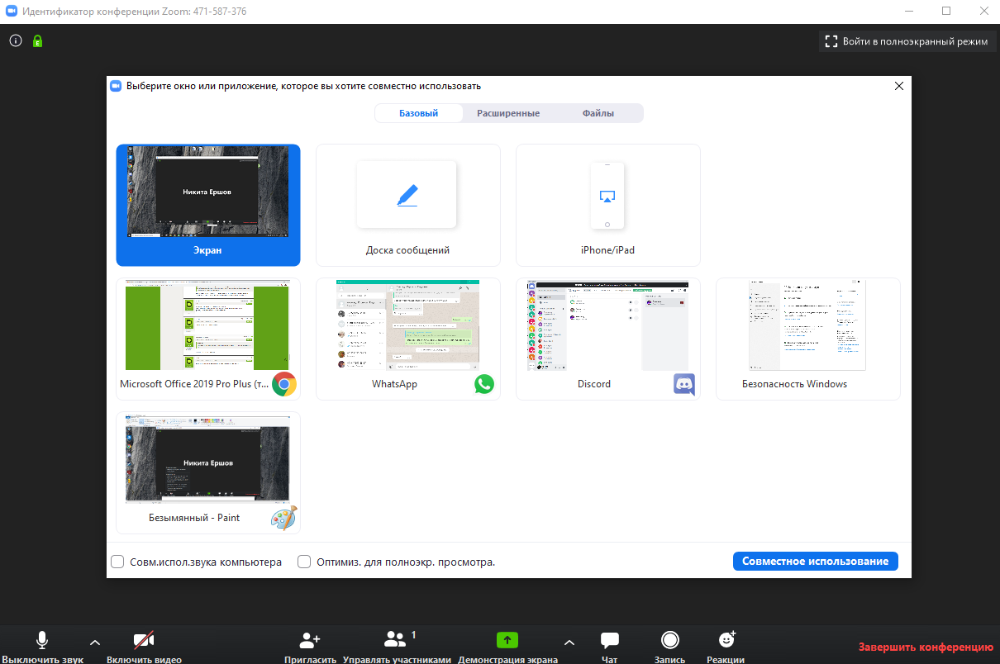 Идентификатор конференции Zoom: 471-587-376
Войти в полноэкранный режим
Выберите окно или приложение, которое вы хотите совместно использовать
Базовый
Расширенные
Файлы
Никита Ершов
Экран
Доска сообщений
iPhone/iPad
Microsoft Office 2019 Pro Plus (т...
WhatsApp
Discord
Безопасность Windows
Никита Ершов
Безымянный - Paint
Совм.испол.звука компьютера
Оптимиз. для полноэкр. просмотра.
Совместное использование
1
Выключить звук
Включить видео
Пригласить
Управлять участниками
Демонстрация экрана
Чат
Запись
Реакции
Завершить конференцию